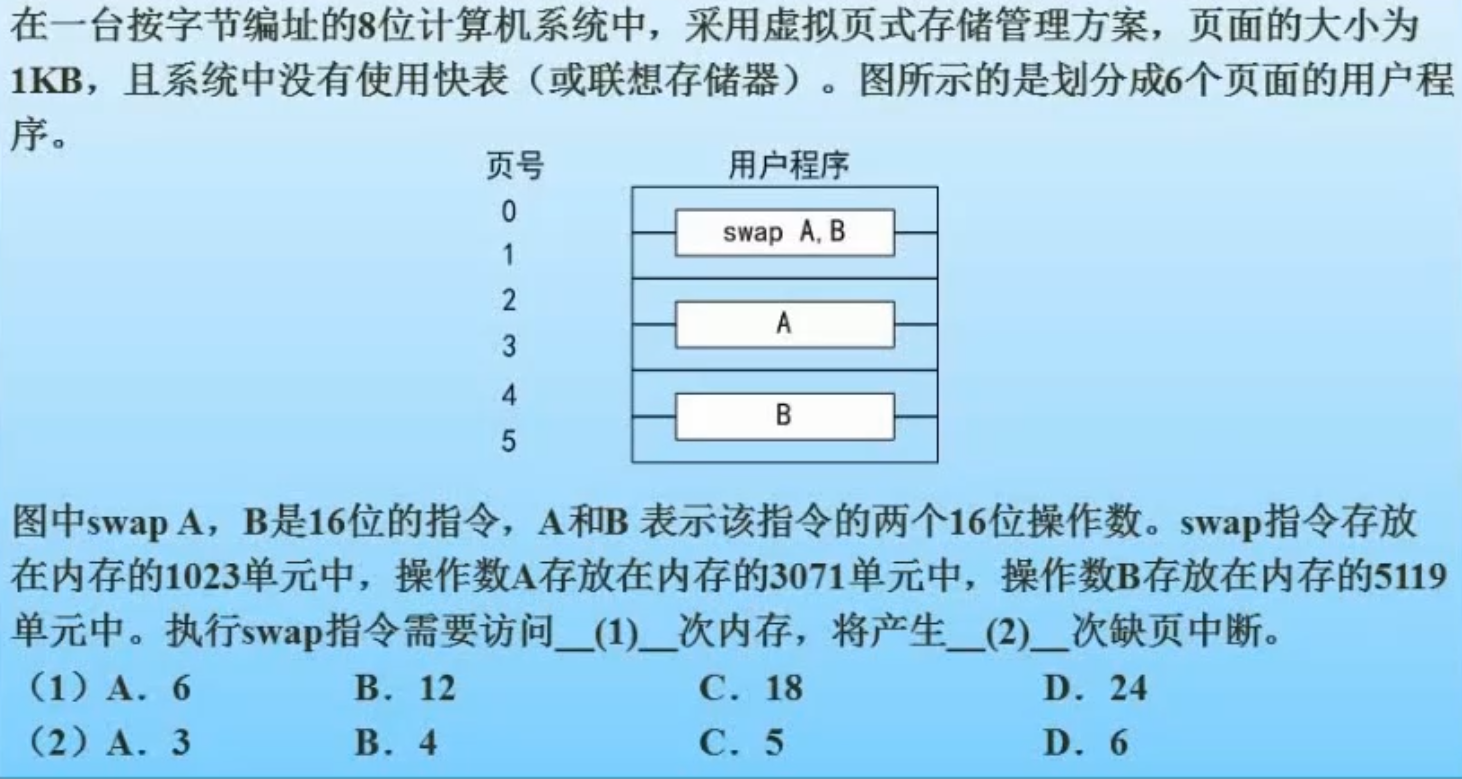 在一台按字节编址的8位计算机系统中，采用虚拟页式存储管理方案，页面的大小为
1KB，且系统中没有使用快表（或联想存储器）。图所示的是划分成6个页面的用户程
序。
页号 用户程序
0
swap A,B
1
2
A
3
4
B
5
图中swap A，B是16位的指令，A和B 表示该指令的两个16位操作数。swap指令存放
在内存的1023单元中，操作数A存放在内存的3071单元中，操作数B存放在内存的5119
单元中。执行swap指令需要访问__(1)__次内存，将产生__(2)__次缺页中断。
（1）A．6 B．12 C．18 D．24
（2）A．3 B．4 C．5 D．6